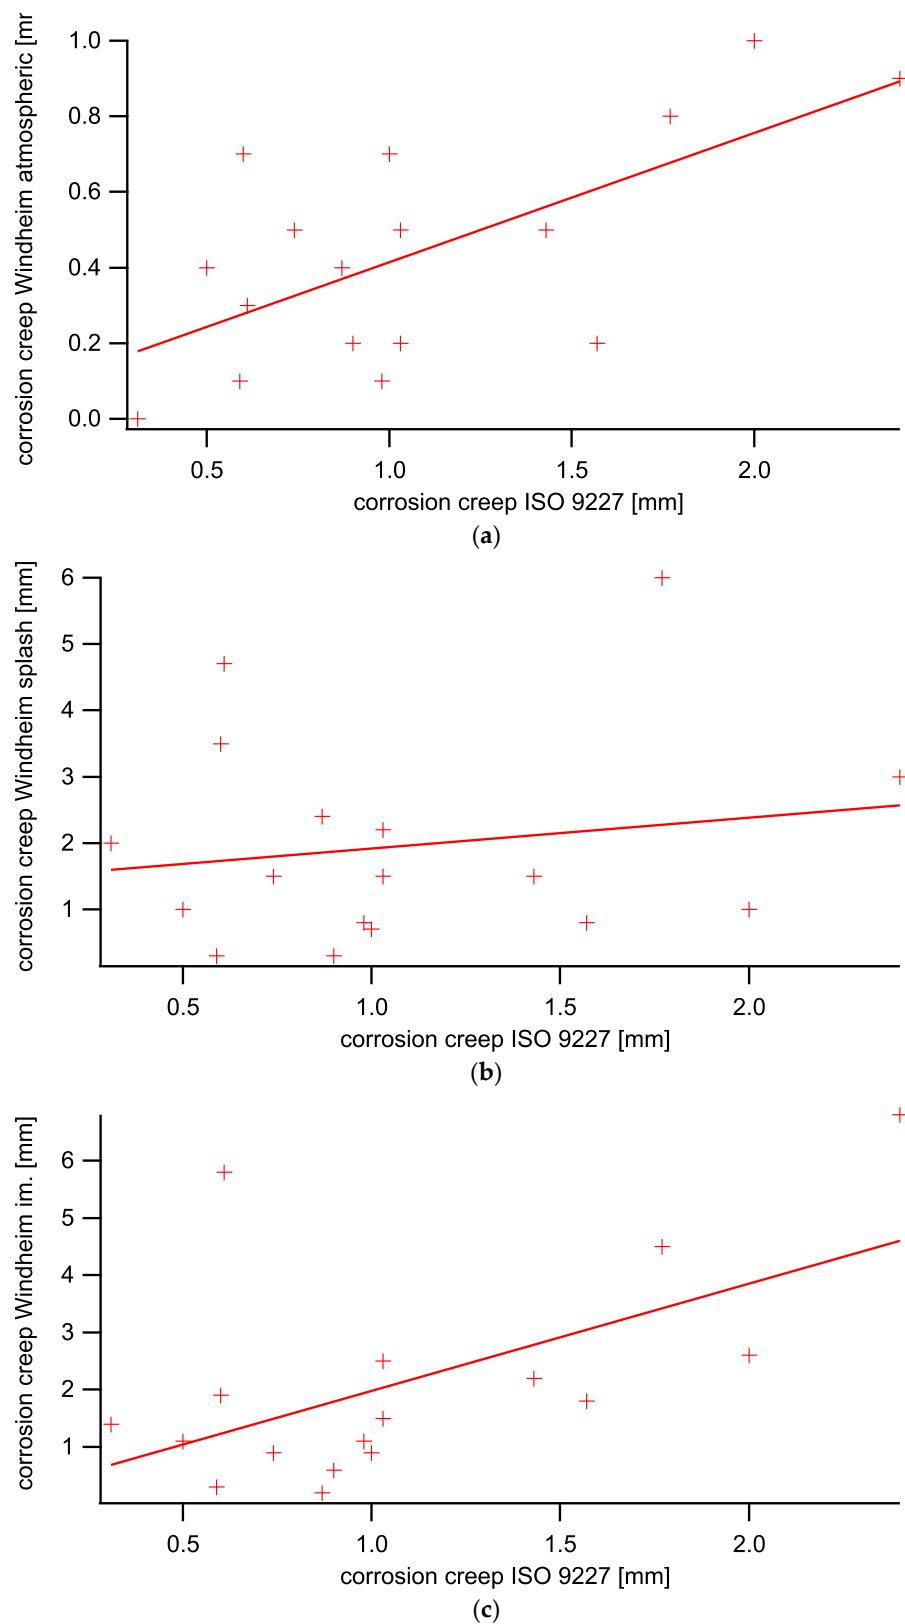 corrosion creep Windheim atmospheric [mr
1.0
0.8
0.6
0.4
0.2
0.0
0.5 1.0 1.5 2.0
corrosion creep ISO 9227 [mm]
(a)
corrosion creep Windheim splash [mm]
6
5
4
3
2
1
0.5 1.0 1.5 2.0
corrosion creep ISO 9227 [mm]
(b)
corrosion creep Windheim im. [mm]
6
5
4
3
2
1
0.5 1.0 1.5 2.0
corrosion creep ISO 9227 [mm]
(c)